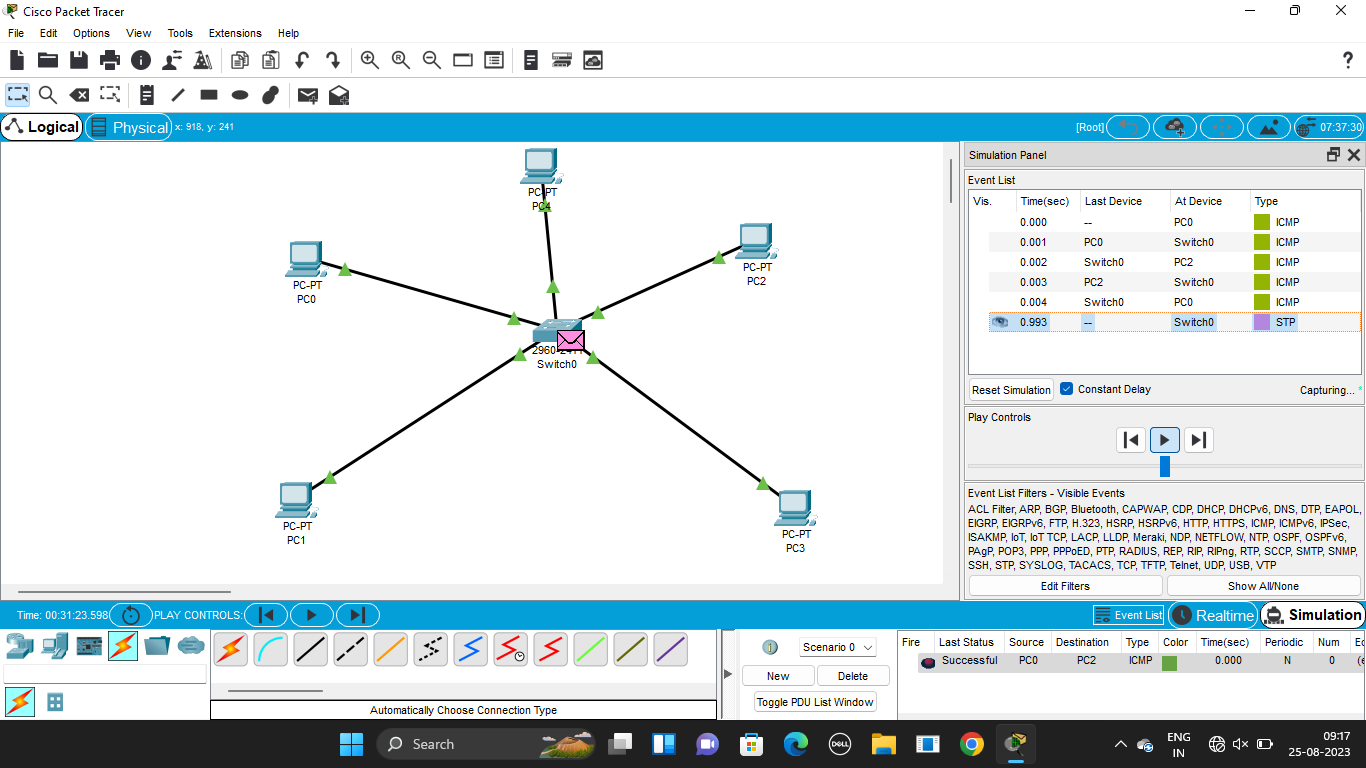 Cisco Packet Tracer
File Edit Options View Tools Extensions Help
?
Logical Physical x: 918, y: 241 [Root] 07:37:30
PC-PT
PC4
PC-PT
PC0
PC-PT
PC2
Switch0
PC-PT
PC1
PC-PT
PC3
Simulation Panel
Event List
Vis. Time(sec) Last Device At Device Type
0.000 -- PC0 ICMP
0.001 PC0 Switch0 ICMP
0.002 Switch0 PC2 ICMP
0.003 PC2 Switch0 ICMP
0.004 Switch0 PC0 ICMP
0.993 -- Switch0 STP
Reset Simulation Constant Delay Capturing... *
Play Controls
Event List Filters - Visible Events
ACL Filter, ARP, BGP, Bluetooth, CAPWAP, CDP, DHCP, DHCPv6, DNS, DTP, EAPOL,
EIGRP, EIGRPv6, FTP, H.323, HSRP, HSRPv6, HTTP, HTTPS, ICMP, ICMPv6, IPSec,
ISAKMP, IoT, IoT TCP, LACP, LLDP, Meraki, NDP, NETFLOW, NTP, OSPF, OSPFv6,
PAgP, POP3, PPP, PPPoED, PTP, RADIUS, REP, RIP, RIPng, RTP, SCCP, SMTP, SNMP,
SSH, STP, SYSLOG, TACACS, TCP, TFTP, Telnet, UDP, USB, VTP
Edit Filters Show All/None
Time: 00:31:23.598 PLAY CONTROLS: Event List Realtime Simulation
Automatically Choose Connection Type
Scenario 0
New Delete
Toggle PDU List Window
Fire Last Status Source Destination Type Color Time(sec) Periodic Num Ec
Successful PC0 PC2 ICMP 0.000 N 0 (e
Search DELL ENG
IN
09:17
25-08-2023